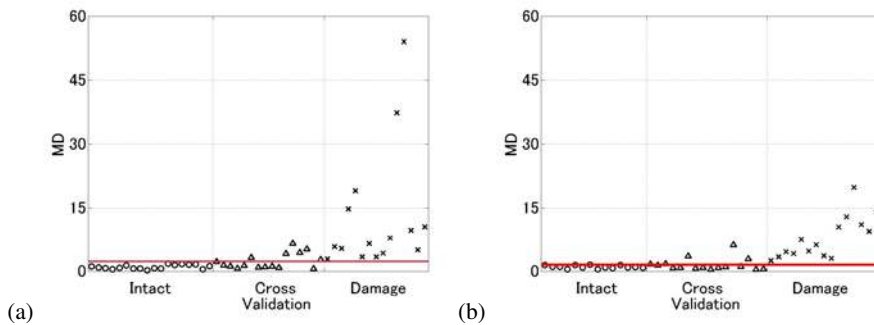 60
45
30
15
0
MD
Intact
Cross
Validation
Damage
(a)
60
45
30
15
0
MD
Intact
Cross
Validation
Damage
(b)